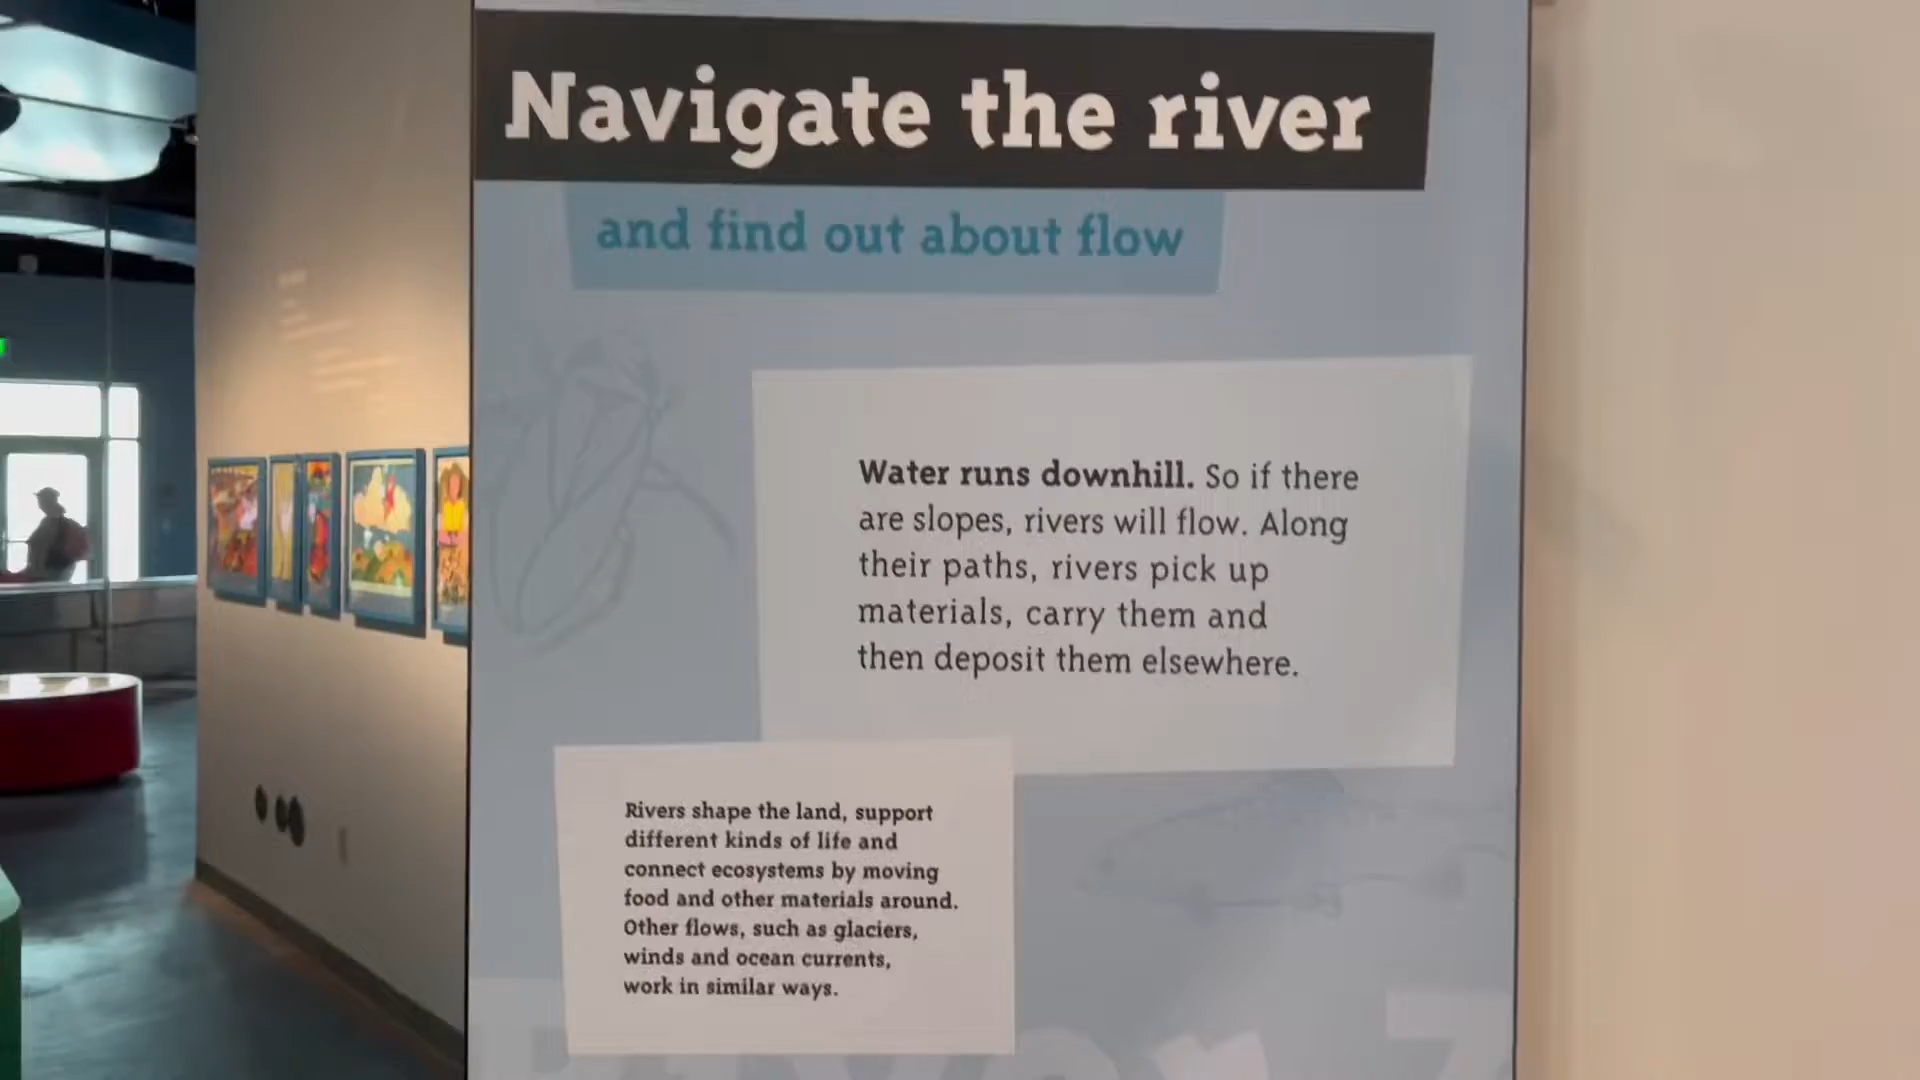 Navigate the river
and find out about flow
Water runs downhill. So if there
are slopes, rivers will flow. Along
their paths, rivers pick up
materials, carry them and
then deposit them elsewhere.
Rivers shape the land, support
different kinds of life and
connect ecosystems by moving
food and other materials around.
Other flows, such as glaciers,
winds and ocean currents,
work in similar ways.